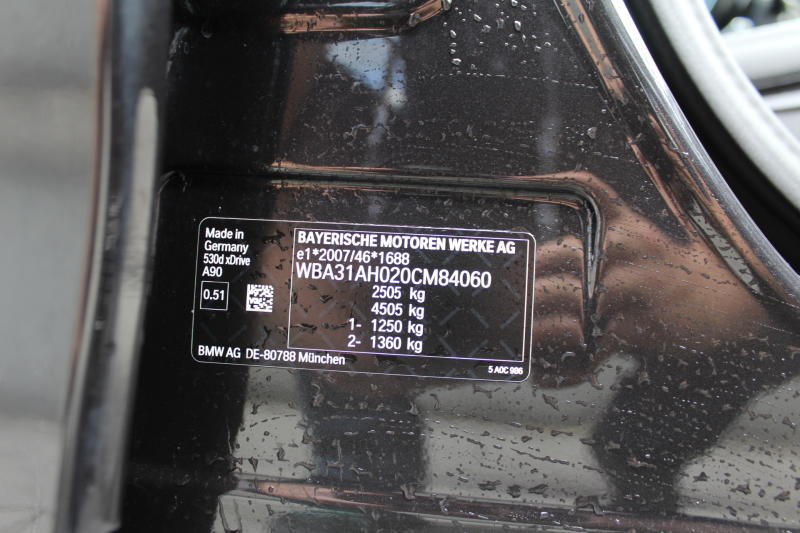 Made in
Germany
530d xDrive
A90
0.51
BAYERISCHE MOTOREN WERKE AG
e1*2007/46*1688
WBA31AH020CM84060
2505 kg
4505 kg
1- 1250 kg
2- 1360 kg
BMW AG DE-80788 München
5 A0C 986